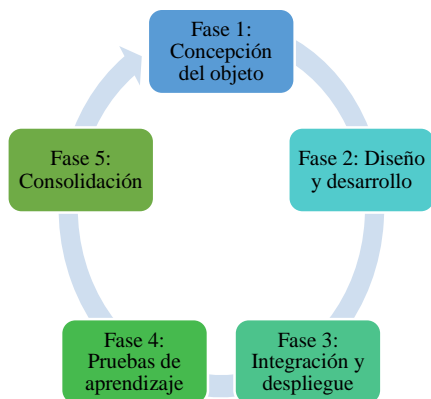 Fase 1:
Concepción
del objeto
Fase 2: Diseño
y desarrollo
Fase 3:
Integración y
despliegue
Fase 4:
Pruebas de
aprendizaje
Fase 5:
Consolidación